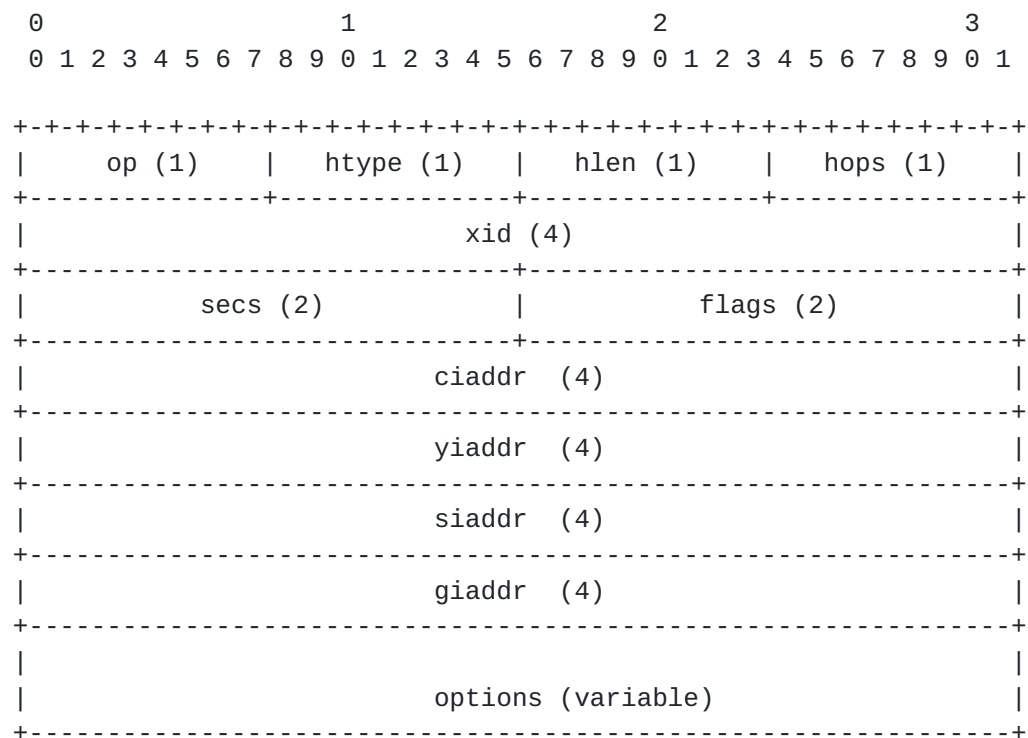 0                   1                   2                   3
0 1 2 3 4 5 6 7 8 9 0 1 2 3 4 5 6 7 8 9 0 1 2 3 4 5 6 7 8 9 0 1
+-+-+-+-+-+-+-+-+-+-+-+-+-+-+-+-+-+-+-+-+-+-+-+-+-+-+-+-+-+-+-+-+
|     op (1)    |   htype (1)   |   hlen (1)    |   hops (1)    |
+---------------+---------------+---------------+---------------+
|                            xid (4)                            |
+-------------------------------+-------------------------------+
|           secs (2)            |           flags (2)           |
+-------------------------------+-------------------------------+
|                          ciaddr  (4)                          |
+---------------------------------------------------------------+
|                          yiaddr  (4)                          |
+---------------------------------------------------------------+
|                          siaddr  (4)                          |
+---------------------------------------------------------------+
|                          giaddr  (4)                          |
+---------------------------------------------------------------+
|                                                               |
|                          options (variable)                   |
+---------------------------------------------------------------+